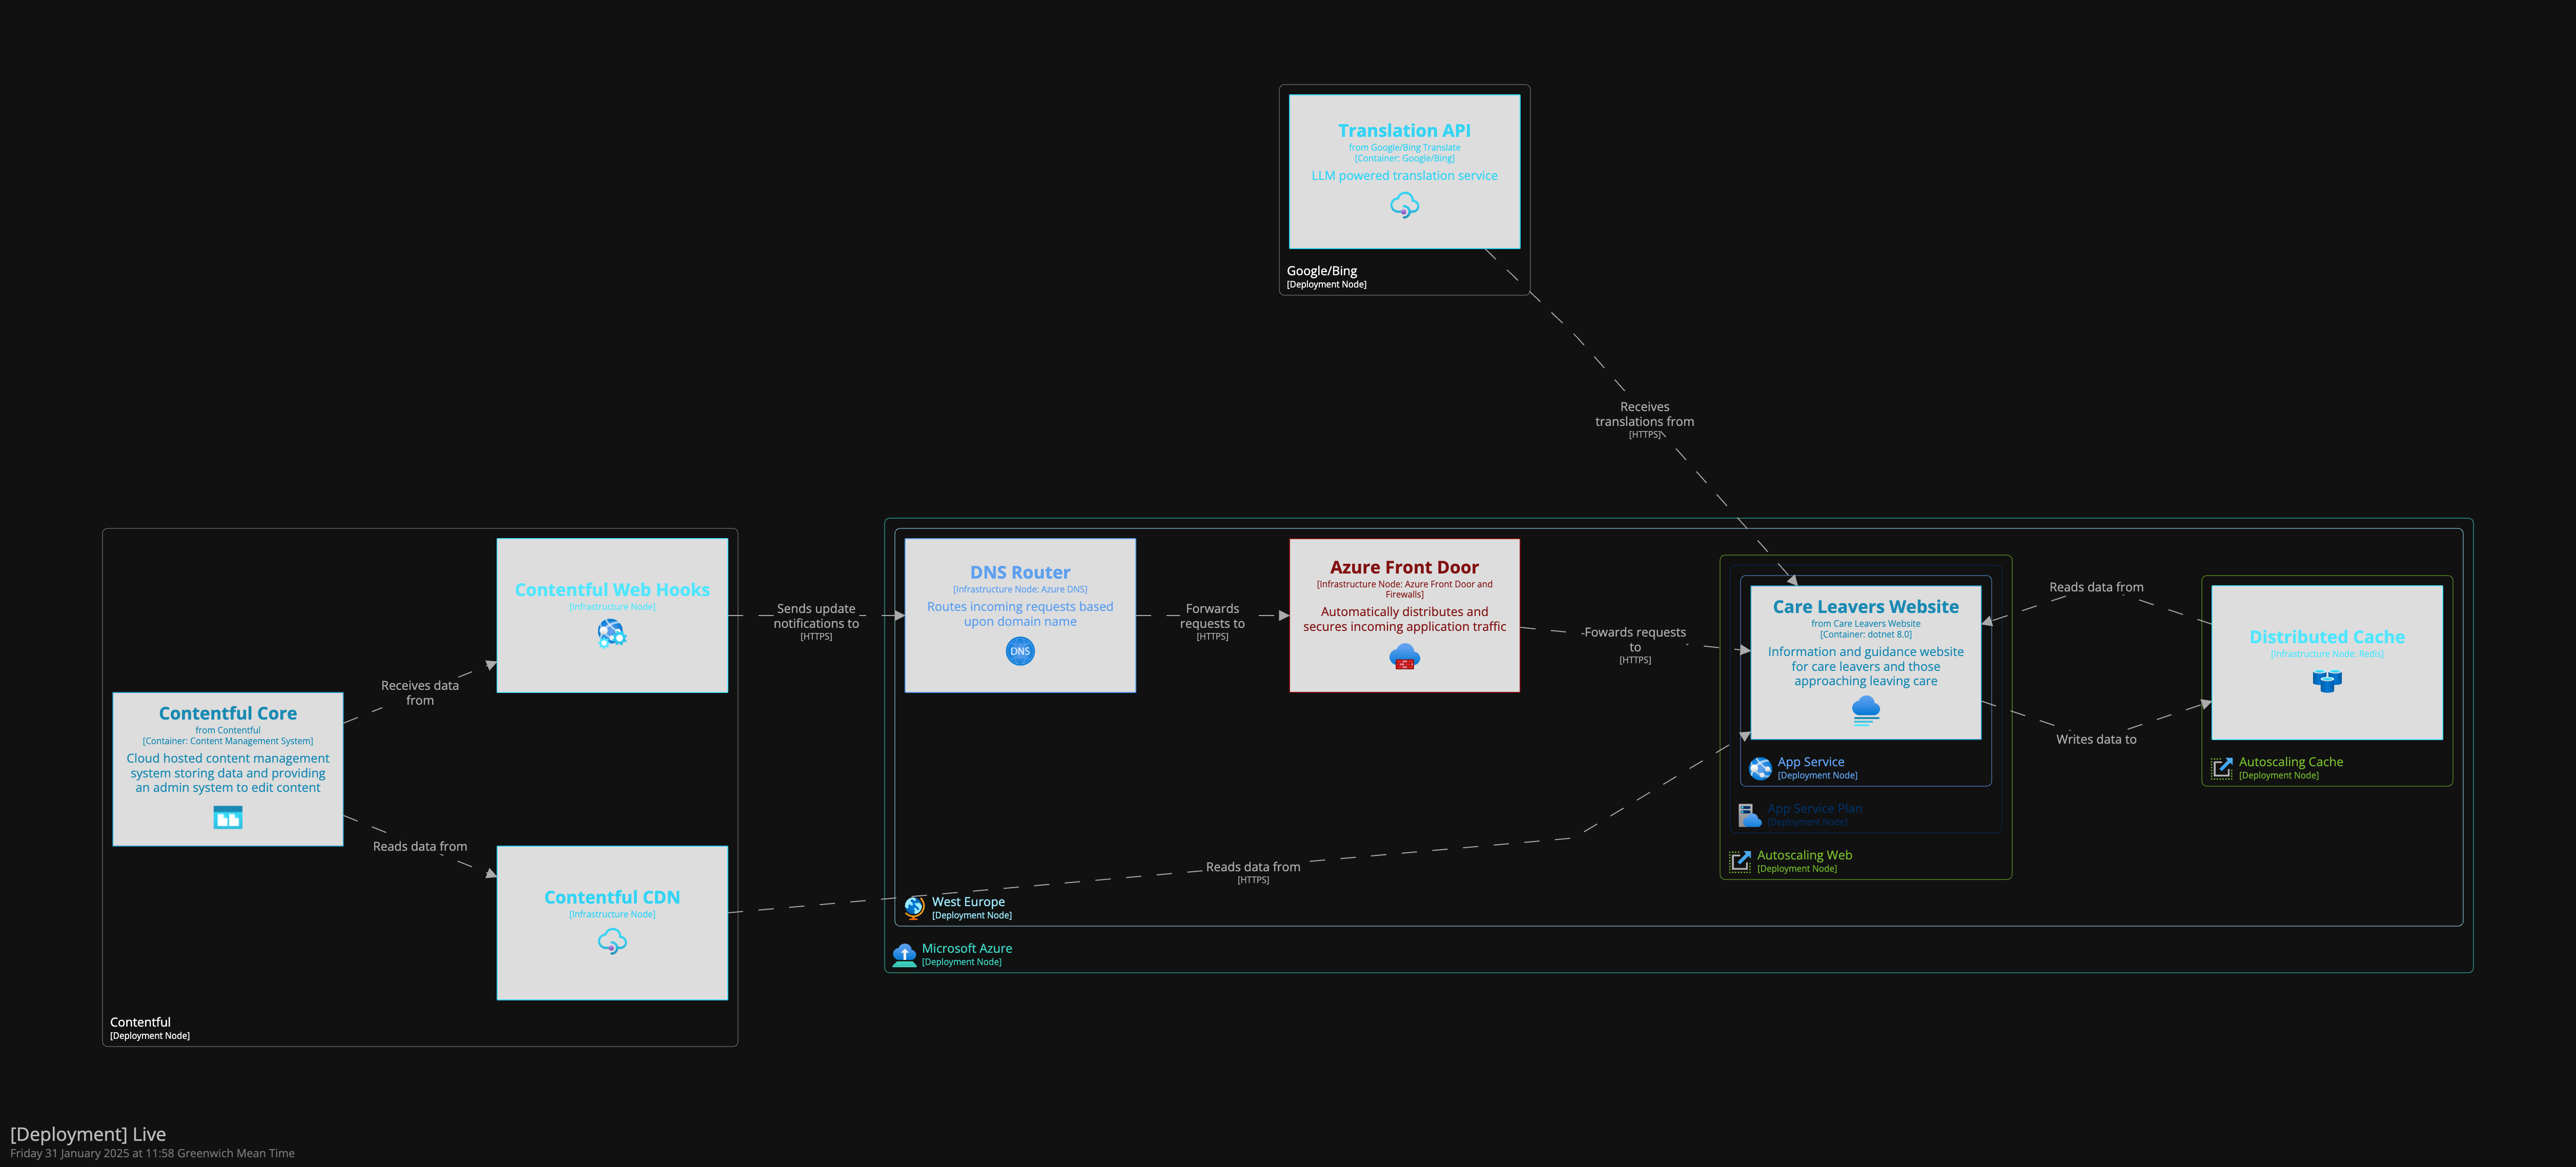 Translation API
from Google/Bing Translate
[Container: Google/Bing]
LLM powered translation service
Google/Bing
[Deployment Node]
Receives
translations from
[HTTPS]
Contentful Web Hooks
[Infrastructure Node]
Sends update
notifications to
[HTTPS]
DNS Router
[Infrastructure Node: Azure DNS]
Routes incoming requests based
upon domain name
DNS
Forwards
requests to
[HTTPS]
Azure Front Door
[Infrastructure Node: Azure Front Door and
Firewalls]
Automatically distributes and
secures incoming application traffic
Fowards requests
to
[HTTPS]
Care Leavers Website
from Care Leavers Website
[Container: dotnet 8.0]
Information and guidance website
for care leavers and those
approaching leaving care
App Service
[Deployment Node]
App Service Plan
[Deployment Node]
Autoscaling Web
[Deployment Node]
Reads data from
Writes data to
Distributed Cache
[Infrastructure Node: Redis]
Autoscaling Cache
[Deployment Node]
Receives data
from
Contentful Core
from Contentful
[Container: Content Management System]
Cloud hosted content management
system storing data and providing
an admin system to edit content
Reads data from
Contentful CDN
[Infrastructure Node]
Reads data from
[HTTPS]
West Europe
[Deployment Node]
Microsoft Azure
[Deployment Node]
Contentful
[Deployment Node]
[Deployment] Live
Friday 31 January 2025 at 11:58 Greenwich Mean Time